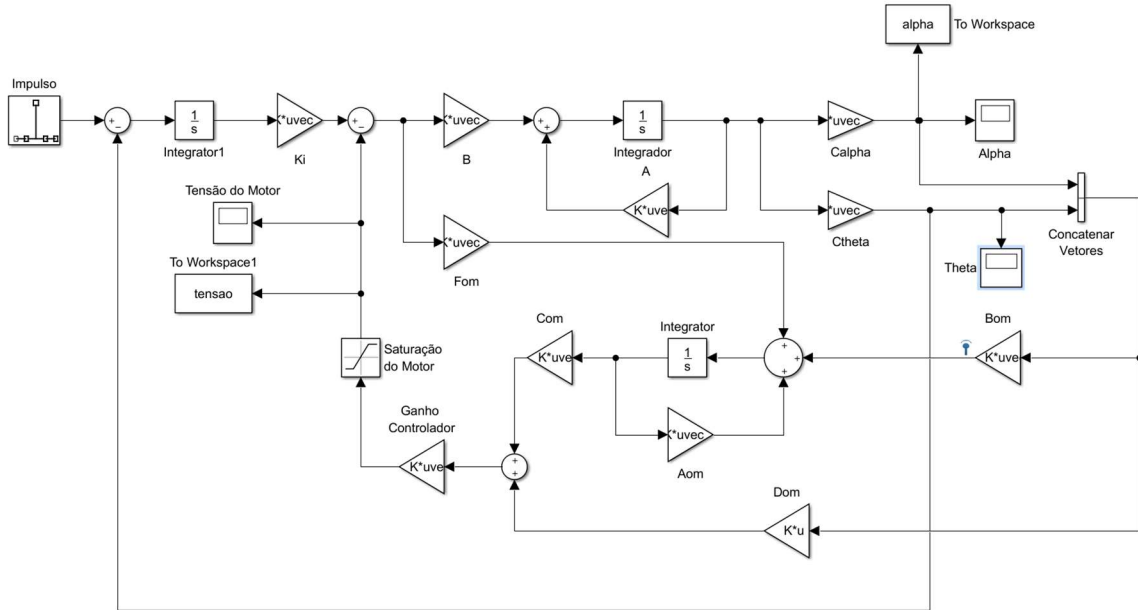 alpha
To Workspace
Impulso
+
−
1
s
Integrator1
K*uvec
Ki
+
−
K*uvec
B
+
+
1
s
Integrador
A
K*uve
*uvec
Calpha
Alpha
*uvec
Ctheta
Concatenar
Vetores
Theta
Tensão do Motor
To Workspace1
tensao
K*uvec
Fom
Com
K*uve
Integrator
1
s
+
+
+
Bom
K*uve
Saturação
do Motor
Ganho
Controlador
K*uve
+
+
K*uvec
Aom
Dom
K*u